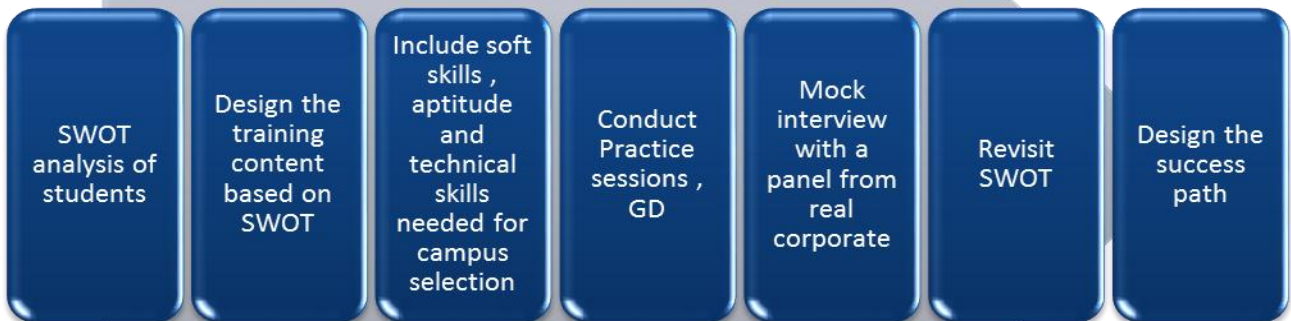 SWOT
analysis of
students
Design the
training
content
based on
SWOT
Include soft
skills ,
aptitude
and
technical
skills
needed for
campus
selection
Conduct
Practice
sessions ,
GD
Mock
interview
with a
panel from
real
corporate
Revisit
SWOT
Design the
success
path